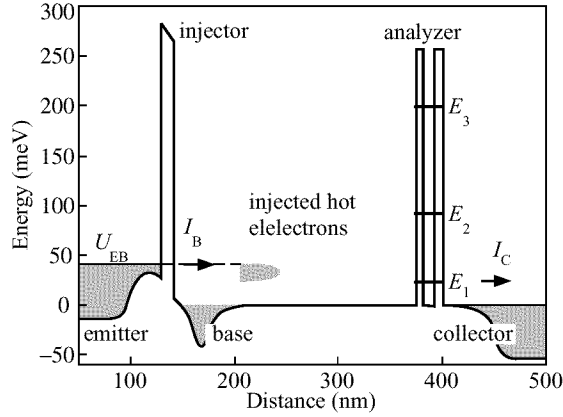 300
250
200
150
100
50
0
−50
Energy (meV)
injector
analyzer
E3
injected hot
elelectrons
E2
UEB
IB
IC
E1
emitter
base
collector
100
200
300
400
500
Distance (nm)